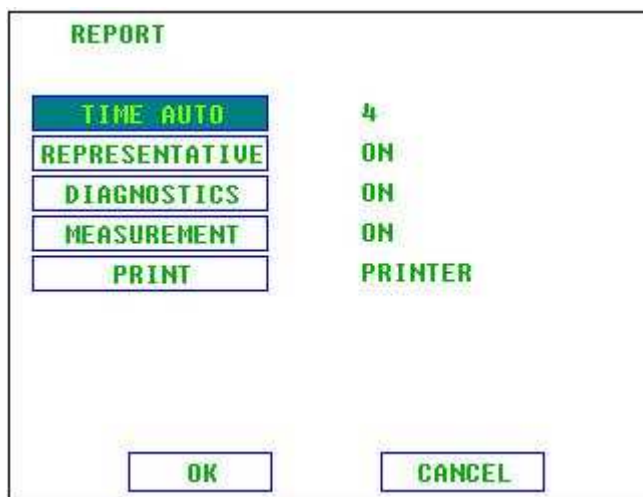 REPORT
TIME AUTO 4
REPRESENTATIVE ON
DIAGNOSTICS ON
MEASUREMENT ON
PRINT PRINTER
OK CANCEL